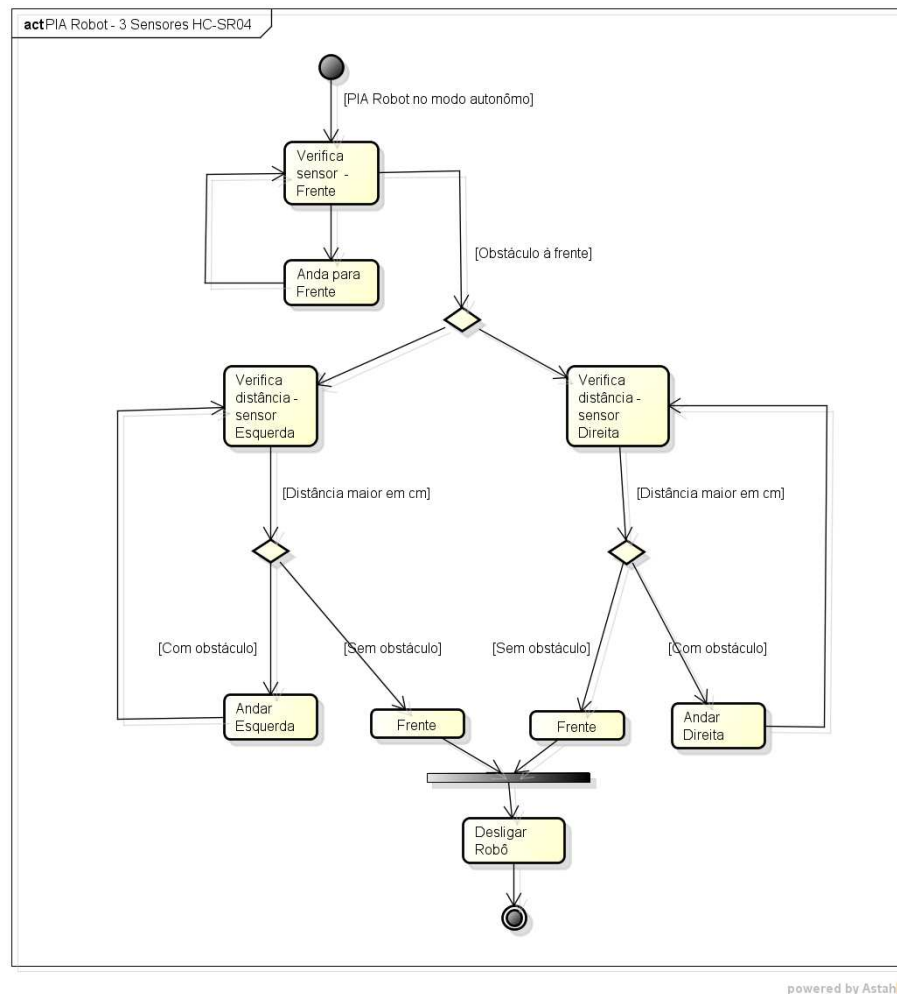 act PIA Robot - 3 Sensores HC-SR04
[PIA Robot no modo autonômo]
Verifica
sensor -
Frente
[Obstáculo à frente]
Anda para
Frente
Verifica
distância -
sensor
Esquerda
Verifica
distância -
sensor
Direita
[Distância maior em cm]
[Distância maior em cm]
[Com obstáculo]
[Sem obstáculo]
[Sem obstáculo]
[Com obstáculo]
Andar
Esquerda
Frente
Frente
Andar
Direita
Desligar
Robô
powered by Astah